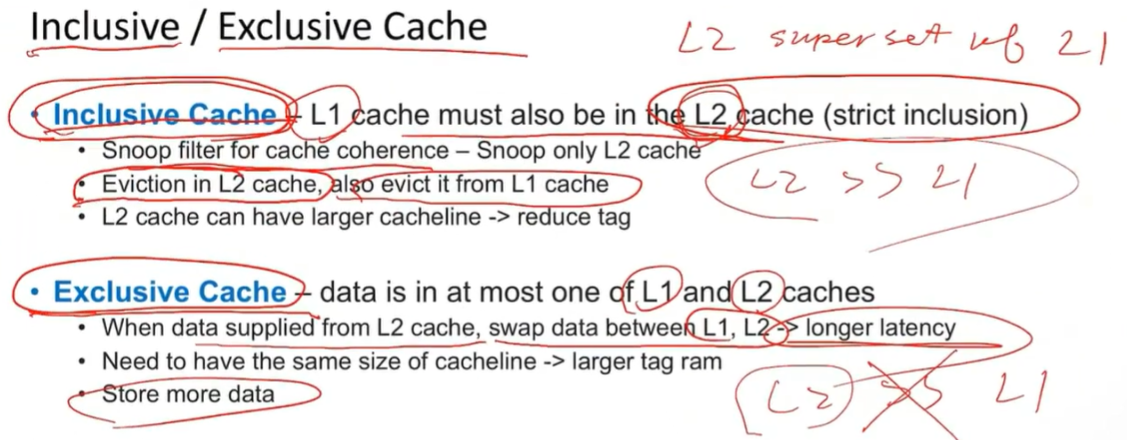 Inclusive / Exclusive Cache
L2 superset of L1
• Inclusive Cache – L1 cache must also be in the L2 cache (strict inclusion)
• Snoop filter for cache coherence – Snoop only L2 cache
• Eviction in L2 cache, also evict it from L1 cache
L2 >> L1
• L2 cache can have larger cacheline -> reduce tag
• Exclusive Cache – data is in at most one of L1 and L2 caches
• When data supplied from L2 cache, swap data between L1, L2 -> longer latency
• Need to have the same size of cacheline -> larger tag ram
• Store more data
L2 >> L1